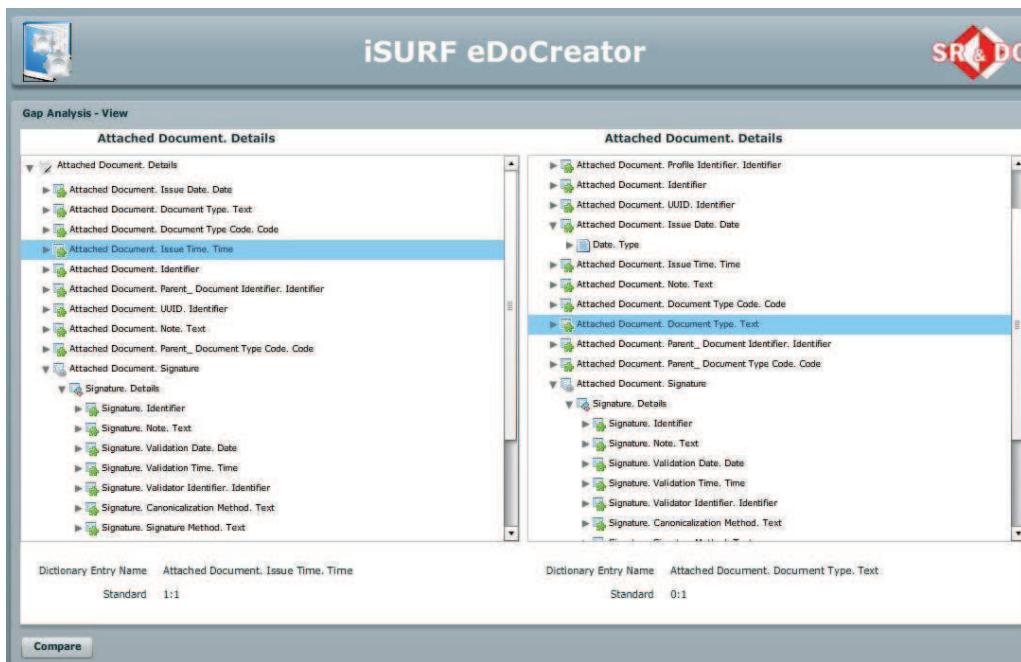 iSURF eDoCreator
SR & DC
Gap Analysis - View
Attached Document. Details
Attached Document. Details
Attached Document. Issue Date. Date
Attached Document. Document Type. Text
Attached Document. Document Type Code. Code
Attached Document. Issue Time. Time
Attached Document. Identifier
Attached Document. Parent_ Document Identifier. Identifier
Attached Document. UUID. Identifier
Attached Document. Note. Text
Attached Document. Parent_ Document Type Code. Code
Attached Document. Signature
Signature. Details
Signature. Identifier
Signature. Note. Text
Signature. Validation Date. Date
Signature. Validation Time. Time
Signature. Validator Identifier. Identifier
Signature. Canonicalization Method. Text
Signature. Signature Method. Text
Dictionary Entry Name Attached Document. Issue Time. Time
Standard 1:1
Attached Document. Details
Attached Document. Profile Identifier. Identifier
Attached Document. Identifier
Attached Document. UUID. Identifier
Attached Document. Issue Date. Date
Date. Type
Attached Document. Issue Time. Time
Attached Document. Note. Text
Attached Document. Document Type Code. Code
Attached Document. Document Type. Text
Attached Document. Parent_ Document Identifier. Identifier
Attached Document. Parent_ Document Type Code. Code
Attached Document. Signature
Signature. Details
Signature. Identifier
Signature. Note. Text
Signature. Validation Date. Date
Signature. Validation Time. Time
Signature. Validator Identifier. Identifier
Signature. Canonicalization Method. Text
Dictionary Entry Name Attached Document. Document Type. Text
Standard 0:1
Compare